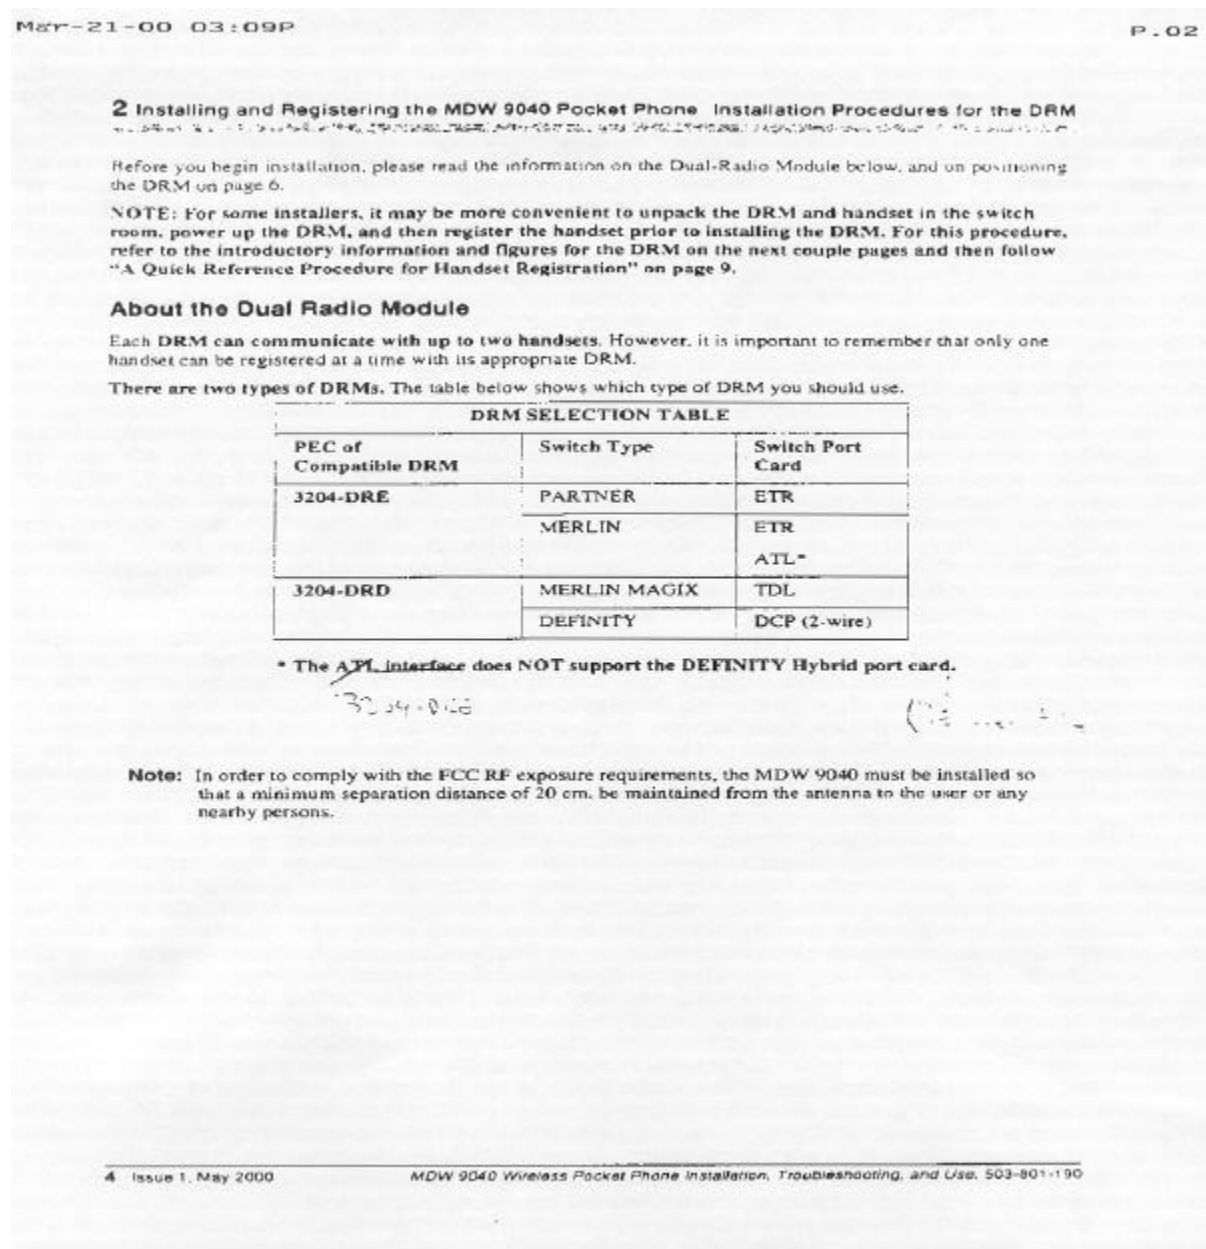 Mar-21-00 03:09P P.02
2 Installing and Registering the MDW 9040 Pocket Phone Installation Procedures for the DRM
Before you begin installation, please read the information on the Dual-Radio Module below, and on positioning
the DRM on page 6.
NOTE: For some installers, it may be more convenient to unpack the DRM and handset in the switch
room, power up the DRM, and then register the handset prior to installing the DRM. For this procedure,
refer to the introductory information and figures for the DRM on the next couple pages and then follow
"A Quick Reference Procedure for Handset Registration" on page 9.
About the Dual Radio Module
Each DRM can communicate with up to two handsets. However, it is important to remember that only one
handset can be registered at a time with its appropriate DRM.
There are two types of DRMs. The table below shows which type of DRM you should use.
DRM SELECTION TABLE
PEC of Switch Type Switch Port
Compatible DRM Card
3204-DRE PARTNER ETR
MERLIN ETR
ATL*
3204-DRD MERLIN MAGIX TDL
DEFINITY DCP (2-wire)
* The ATL interface does NOT support the DEFINITY Hybrid port card.
Note: In order to comply with the FCC RF exposure requirements, the MDW 9040 must be installed so
that a minimum separation distance of 20 cm. be maintained from the antenna to the user or any
nearby persons.
4 Issue 1, May 2000 MDW 9040 Wireless Pocket Phone Installation, Troubleshooting, and Use, 503-801-190